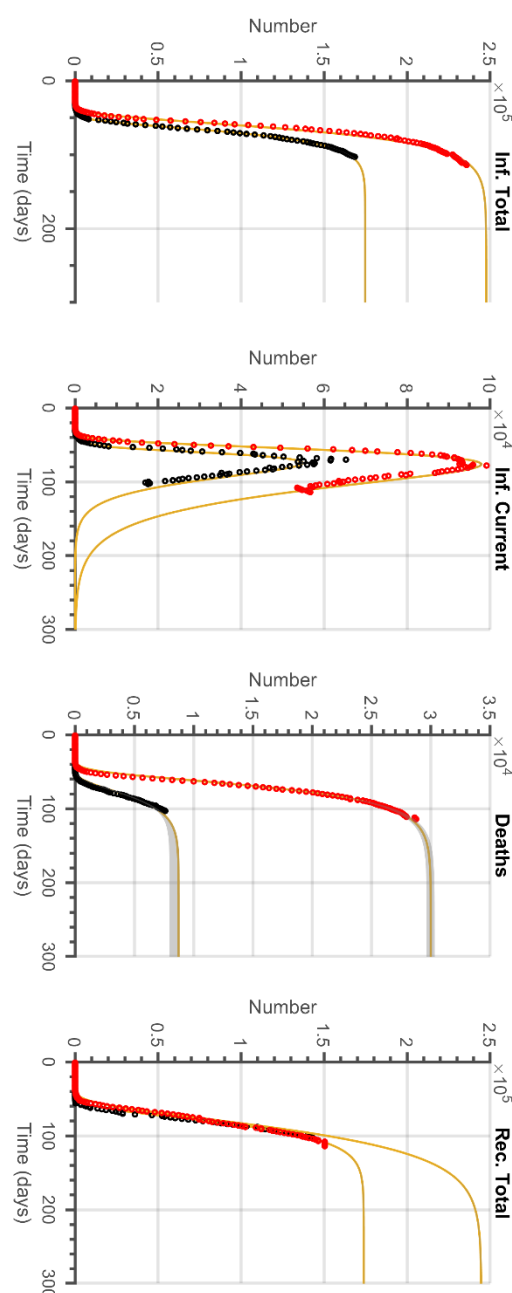 Inf. Total
×10^5
2.5
2
1.5
1
0.5
0
Number
0 200
Time (days)
Inf. Current
×10^4
10
8
6
4
2
0
Number
0 100 200 300
Time (days)
Deaths
×10^4
3.5
3
2.5
2
1.5
1
0.5
0
Number
0 100 200 300
Time (days)
Rec. Total
×10^5
2.5
2
1.5
1
0.5
0
Number
0 100 200 300
Time (days)